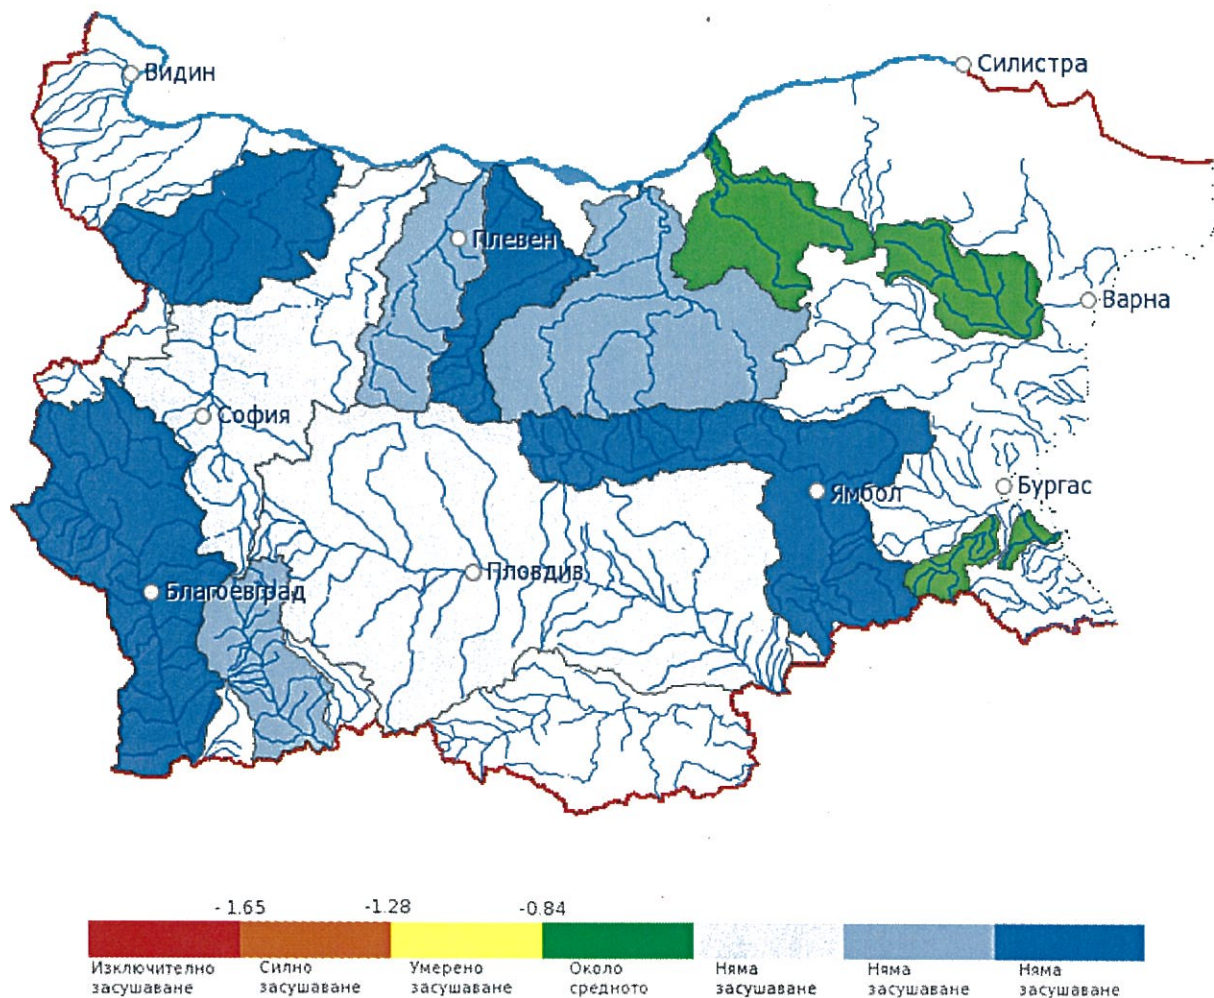 Видин
Силистра
Плевен
Варна
София
Ямбол
Бургас
Пловдив
Благоевград
- 1.65
-1.28
-0.84
Изключително
засушаване
Силно
засушаване
Умерено
засушаване
Около
средното
Няма
засушаване
Няма
засушаване
Няма
засушаване